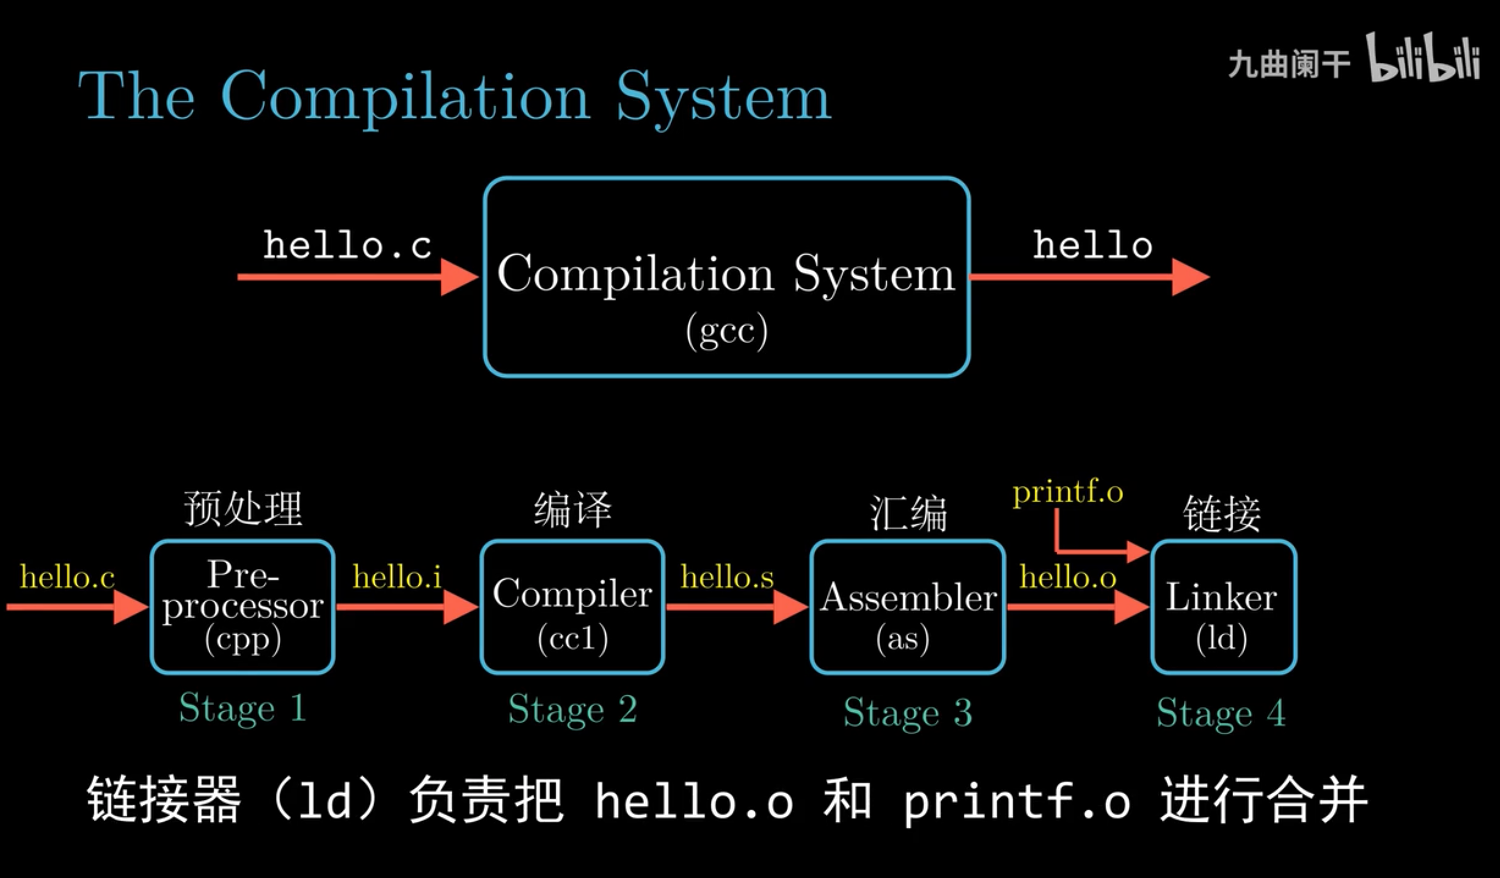 九曲阑干 bilibili
The Compilation System
hello.c
Compilation System
(gcc)
hello
预处理
编译
汇编
printf.o
链接
hello.c
Pre-
processor
(cpp)
hello.i
Compiler
(cc1)
hello.s
Assembler
(as)
hello.o
Linker
(ld)
Stage 1
Stage 2
Stage 3
Stage 4
链接器（ld）负责把 hello.o 和 printf.o 进行合并